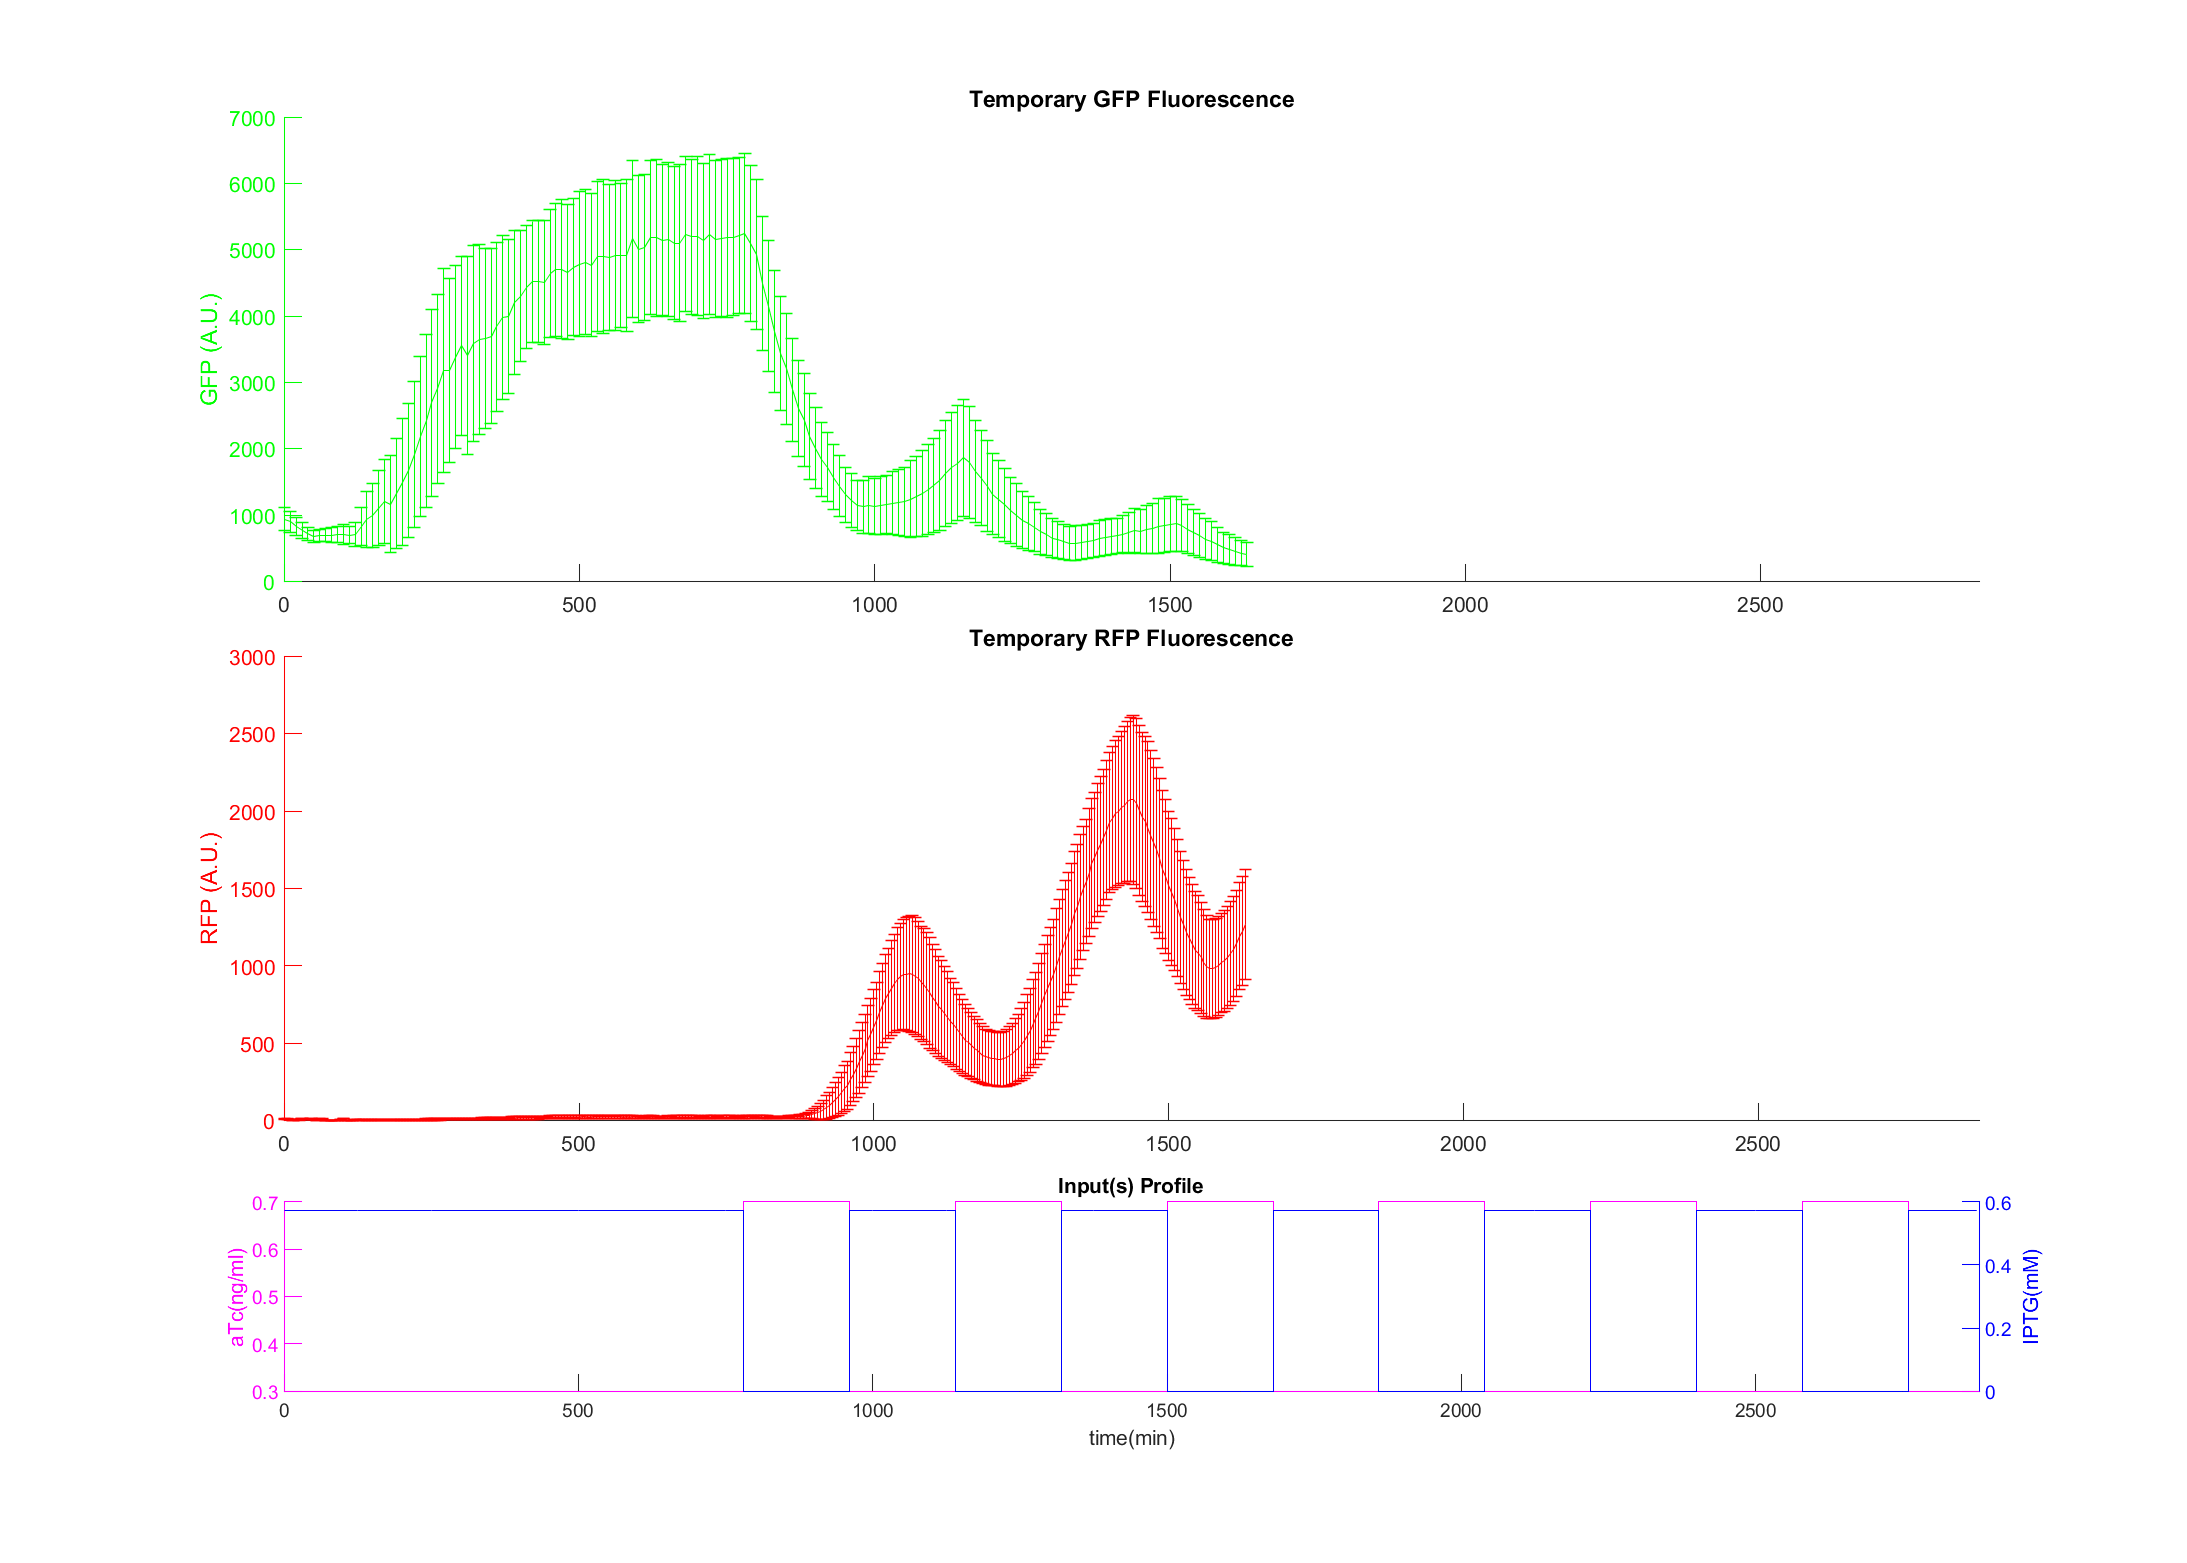 Temporary GFP Fluorescence
GFP (A.U.)
7000
6000
5000
4000
3000
2000
1000
0
0 500 1000 1500 2000 2500
Temporary RFP Fluorescence
RFP (A.U.)
3000
2500
2000
1500
1000
500
0
0 500 1000 1500 2000 2500
Input(s) Profile
aTc(ng/ml)
0.7
0.6
0.5
0.4
0.3
0.6
0.4
0.2
0
IPTG(mM)
0 500 1000 1500 2000 2500
time(min)